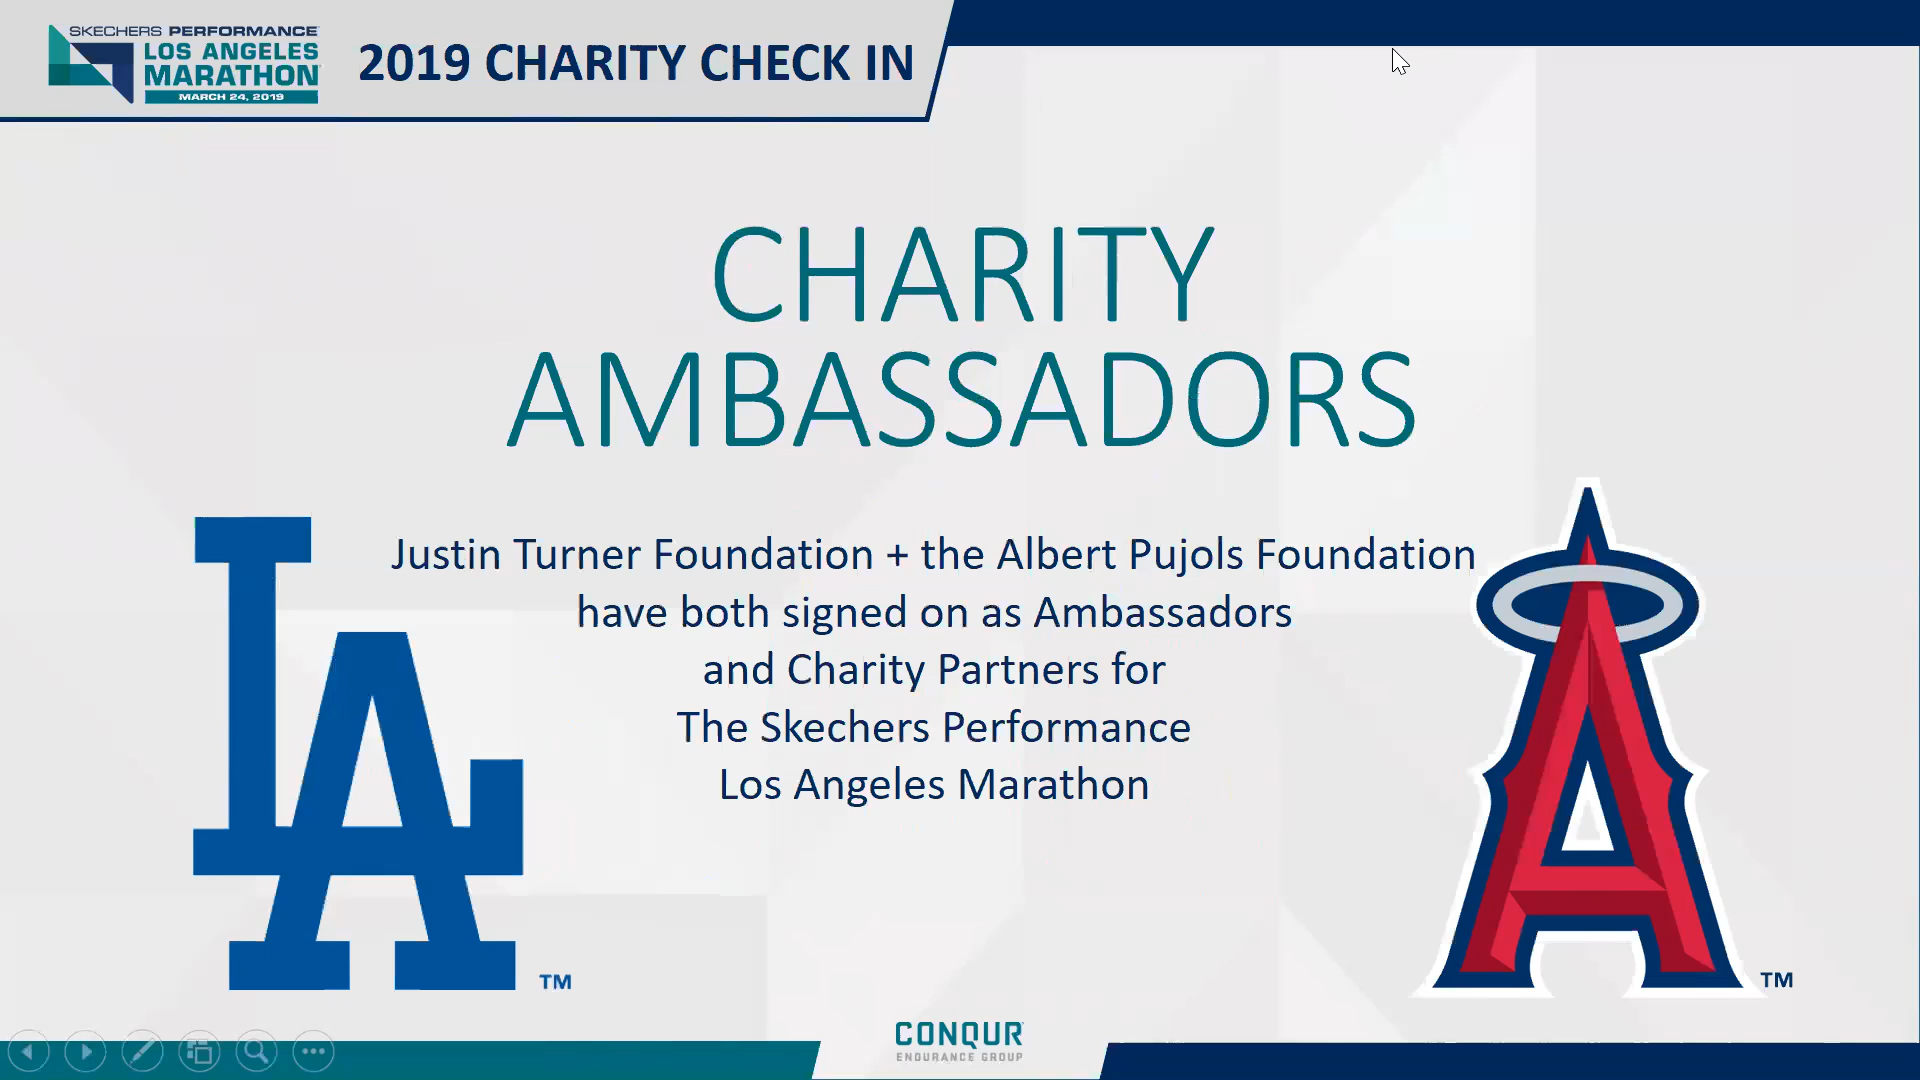 SKECHERS PERFORMANCE
LOS ANGELES
MARATHON
MARCH 24, 2019
2019 CHARITY CHECK IN
CHARITY
AMBASSADORS
Justin Turner Foundation + the Albert Pujols Foundation
have both signed on as Ambassadors
and Charity Partners for
The Skechers Performance
Los Angeles Marathon
LA
TM
A
TM
CONQUR
ENDURANCE GROUP